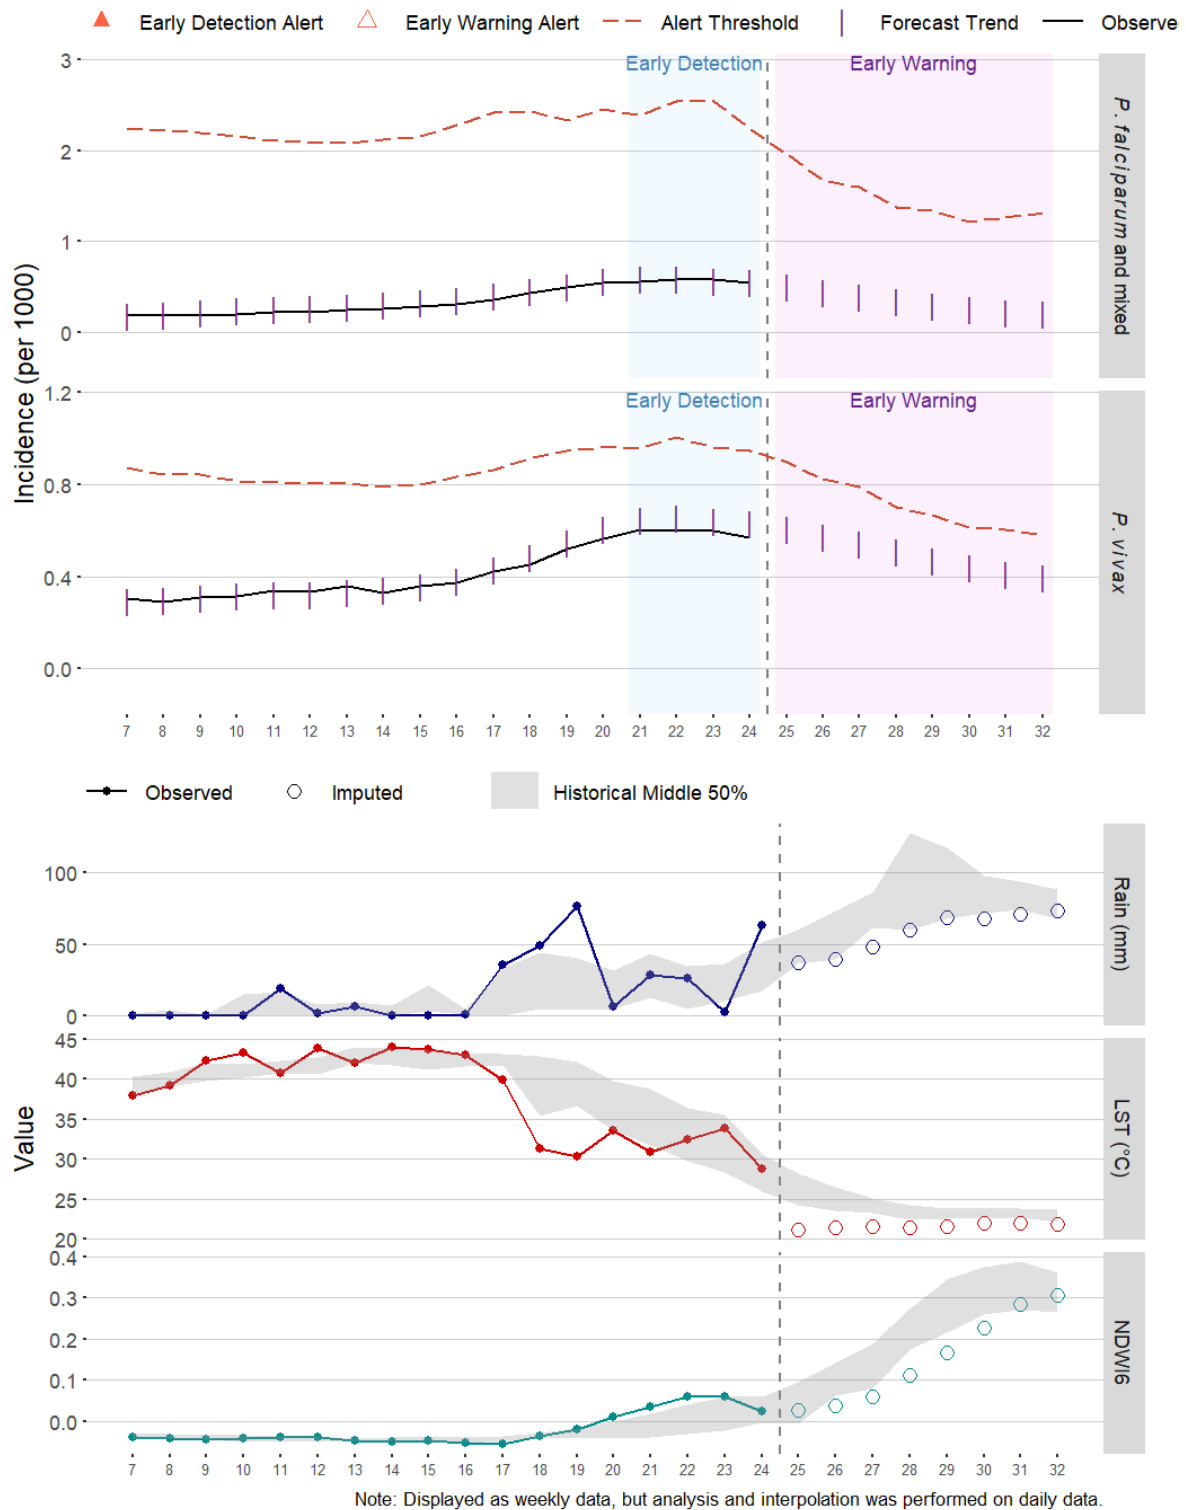 Early Detection Alert Early Warning Alert Alert Threshold Forecast Trend Observe
3
Early Detection Early Warning
2
1
0
P. falciparum and mixed
Incidence (per 1000)
1.2
Early Detection Early Warning
0.8
0.4
0.0
P. vivax
7 8 9 10 11 12 13 14 15 16 17 18 19 20 21 22 23 24 25 26 27 28 29 30 31 32
Observed Imputed Historical Middle 50%
100
50
0
Rain (mm)
45
40
35
30
25
20
LST (°C)
Value
0.4
0.3
0.2
0.1
0.0
NDWI6
7 8 9 10 11 12 13 14 15 16 17 18 19 20 21 22 23 24 25 26 27 28 29 30 31 32
Note: Displayed as weekly data, but analysis and interpolation was performed on daily data.